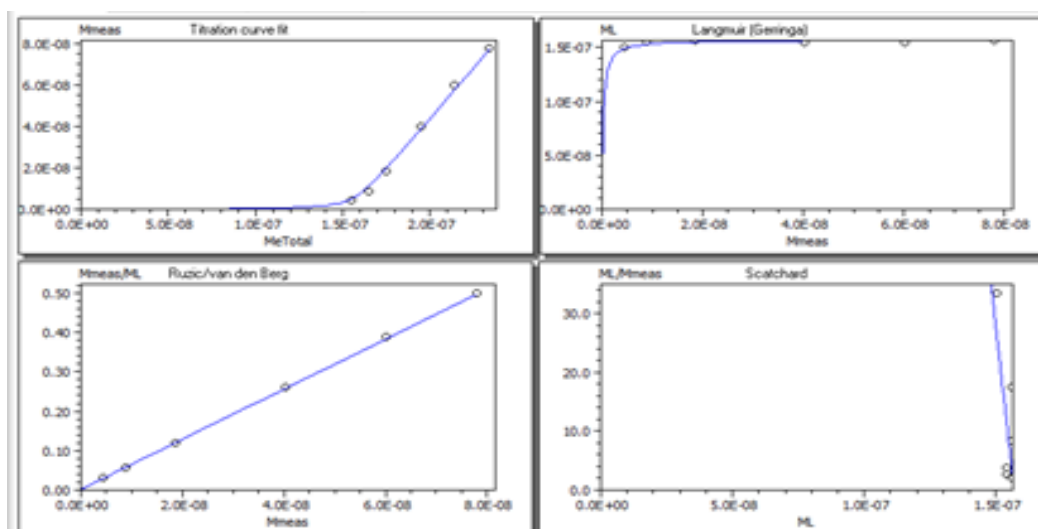 Mmeas Titration curve fit
8.0E-08
6.0E-08
4.0E-08
2.0E-08
0.0E+00
0.0E+00 5.0E-08 1.0E-07 1.5E-07 2.0E-07
MeTotal
ML Langmuir (Gerringa)
1.5E-07
1.0E-07
5.0E-08
0.0E+00
0.0E+00 2.0E-08 4.0E-08 6.0E-08 8.0E-08
Mmeas
Mmeas/ML Ruzic/van den Berg
0.50
0.40
0.30
0.20
0.10
0.00
0.0E+00 2.0E-08 4.0E-08 6.0E-08 8.0E-08
Mmeas
ML/Mmeas Scatchard
30.0
20.0
10.0
0.0
0.0E+00 5.0E-08 1.0E-07 1.5E-07
ML